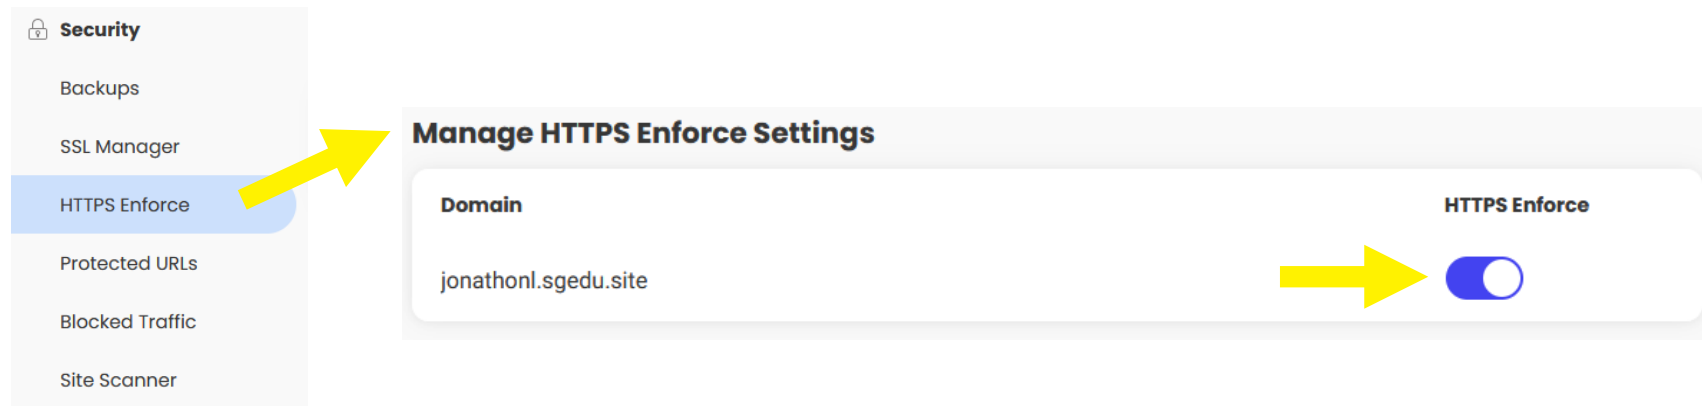 Security
Backups
SSL Manager
HTTPS Enforce
Protected URLs
Blocked Traffic
Site Scanner
Manage HTTPS Enforce Settings
Domain HTTPS Enforce
jonathonl.sgedu.site